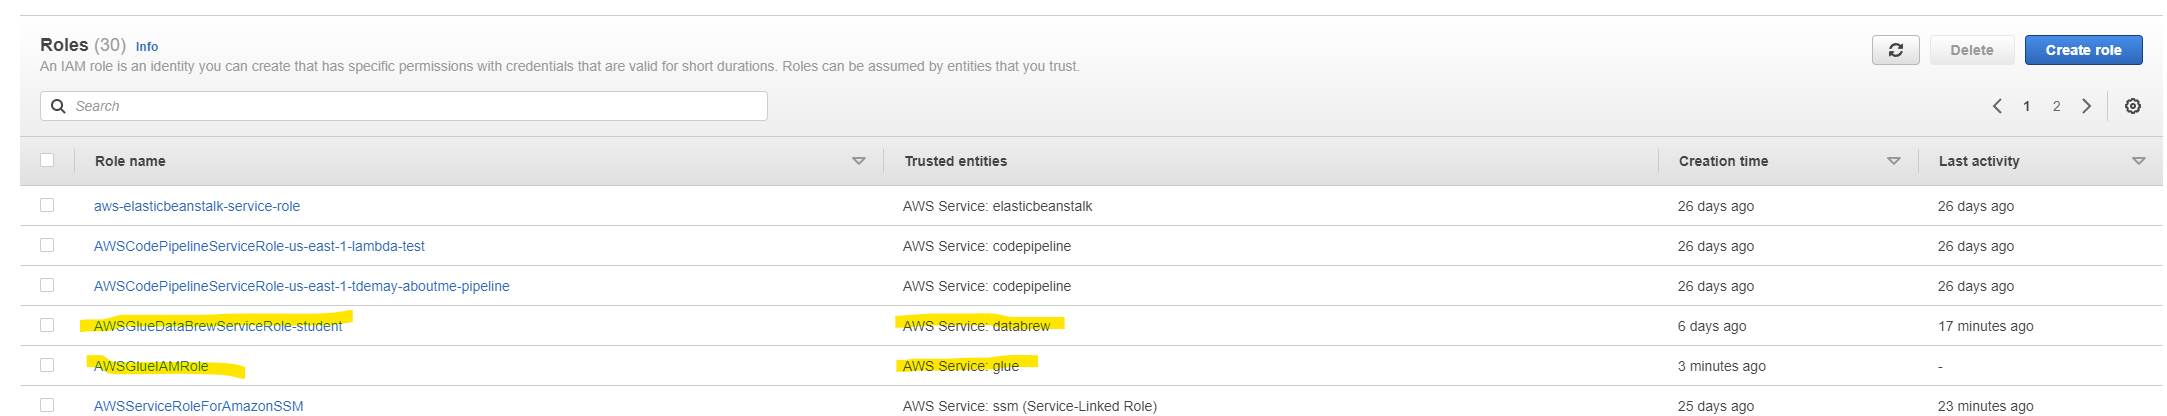 Roles (30) Info
An IAM role is an identity you can create that has specific permissions with credentials that are valid for short durations. Roles can be assumed by entities that you trust.
Delete
Create role
Search
1 2
Role name Trusted entities Creation time Last activity
aws-elasticbeanstalk-service-role AWS Service: elasticbeanstalk 26 days ago 26 days ago
AWSCodePipelineServiceRole-us-east-1-lambda-test AWS Service: codepipeline 26 days ago 26 days ago
AWSCodePipelineServiceRole-us-east-1-tdemay-aboutme-pipeline AWS Service: codepipeline 26 days ago 26 days ago
AWSGlueDataBrewServiceRole-student AWS Service: databrew 6 days ago 17 minutes ago
AWSGlueIAMRole AWS Service: glue 3 minutes ago -
AWSServiceRoleForAmazonSSM AWS Service: ssm (Service-Linked Role) 25 days ago 23 minutes ago